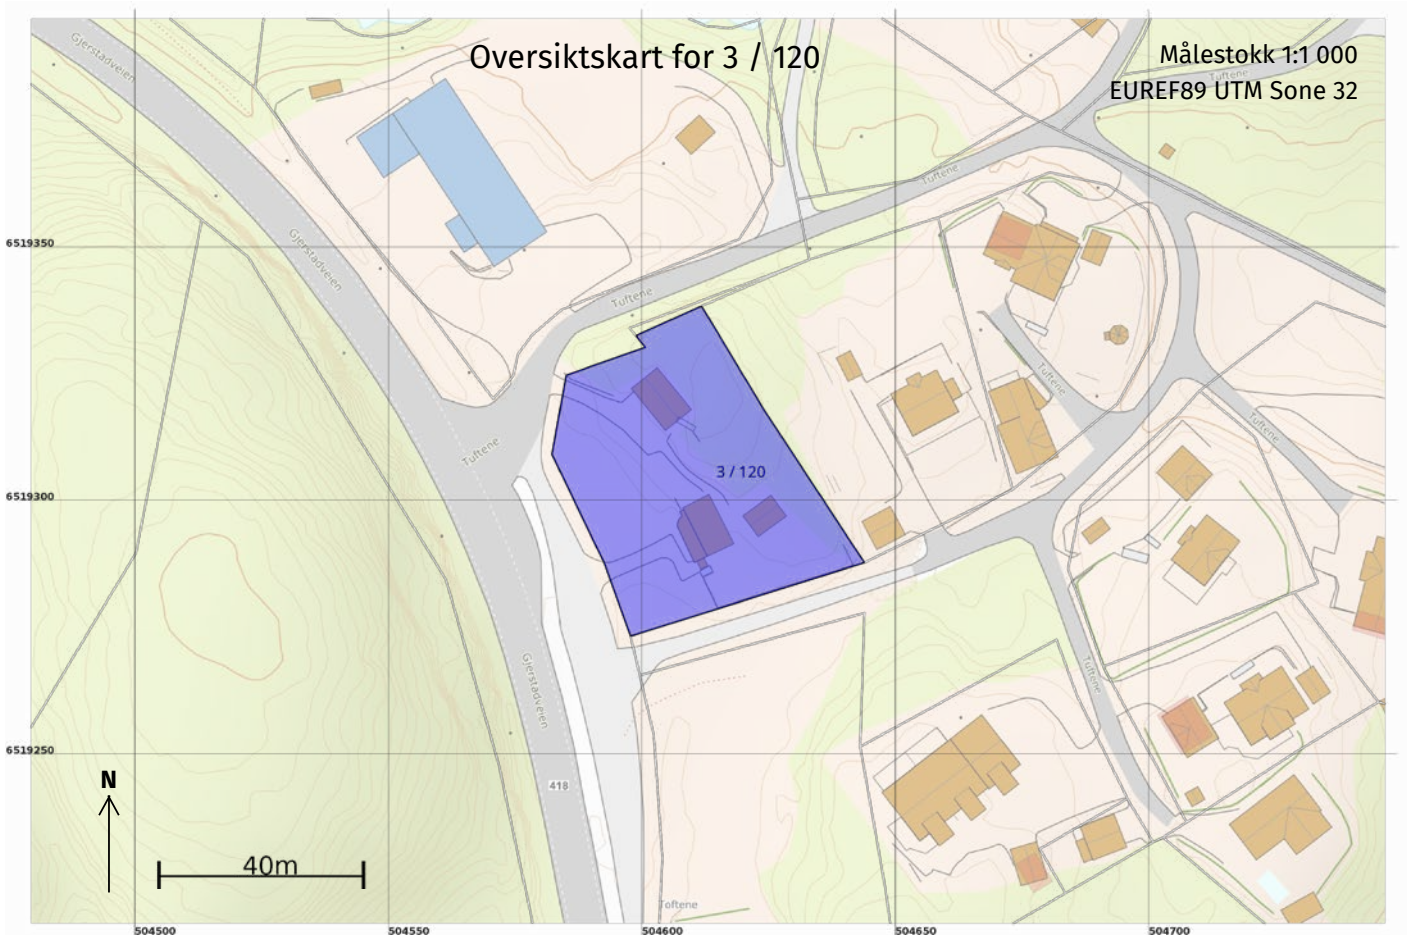 Oversiktskart for 3 / 120
Målestokk 1:1 000
EUREF89 UTM Sone 32
Gjerstadveien
Tuftene
Tuftene
Gjerstadveien
6519350
Tuftene
Tuftene
Tuftene
Tuftene
3 / 120
6519300
Gjerstadveien
Tuftene
6519250
N
418
40m
Toftene
504500
504550
504600
504650
504700